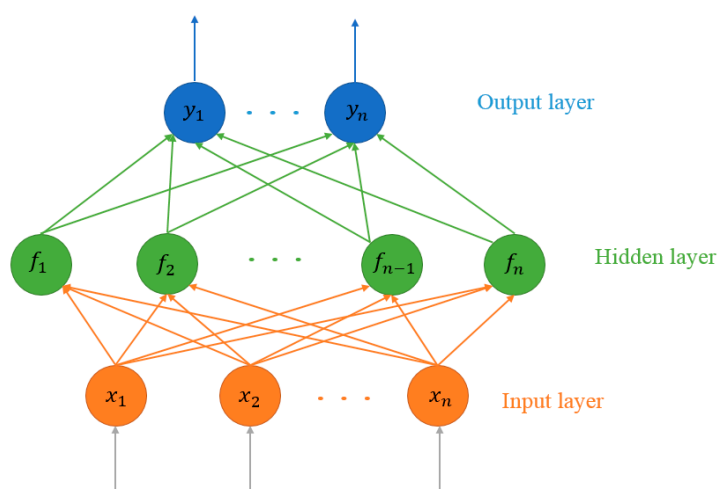 y₁ . . . yₙ Output layer
f₁ f₂ . . . fₙ₋₁ fₙ Hidden layer
x₁ x₂ . . . xₙ Input layer